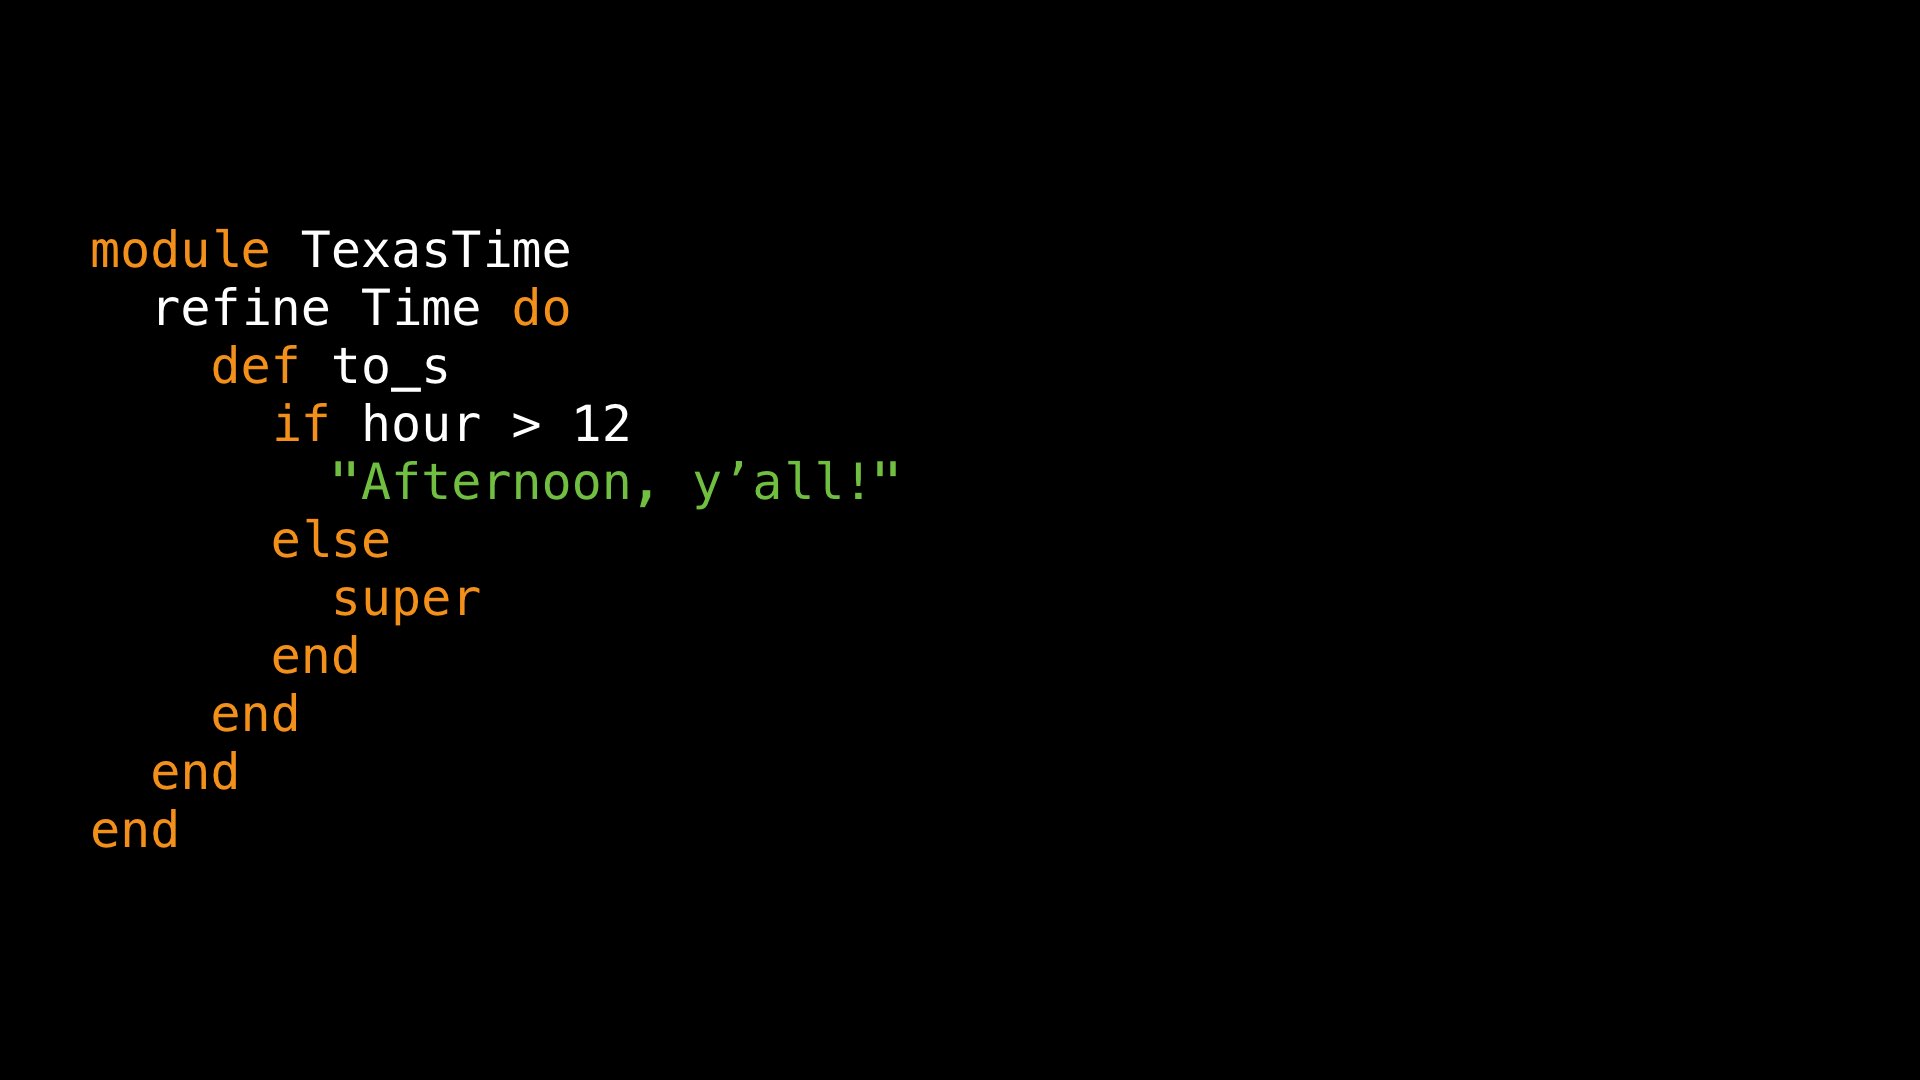 module TexasTime
  refine Time do
    def to_s
      if hour > 12
        "Afternoon, y’all!"
      else
        super
      end
    end
  end
end